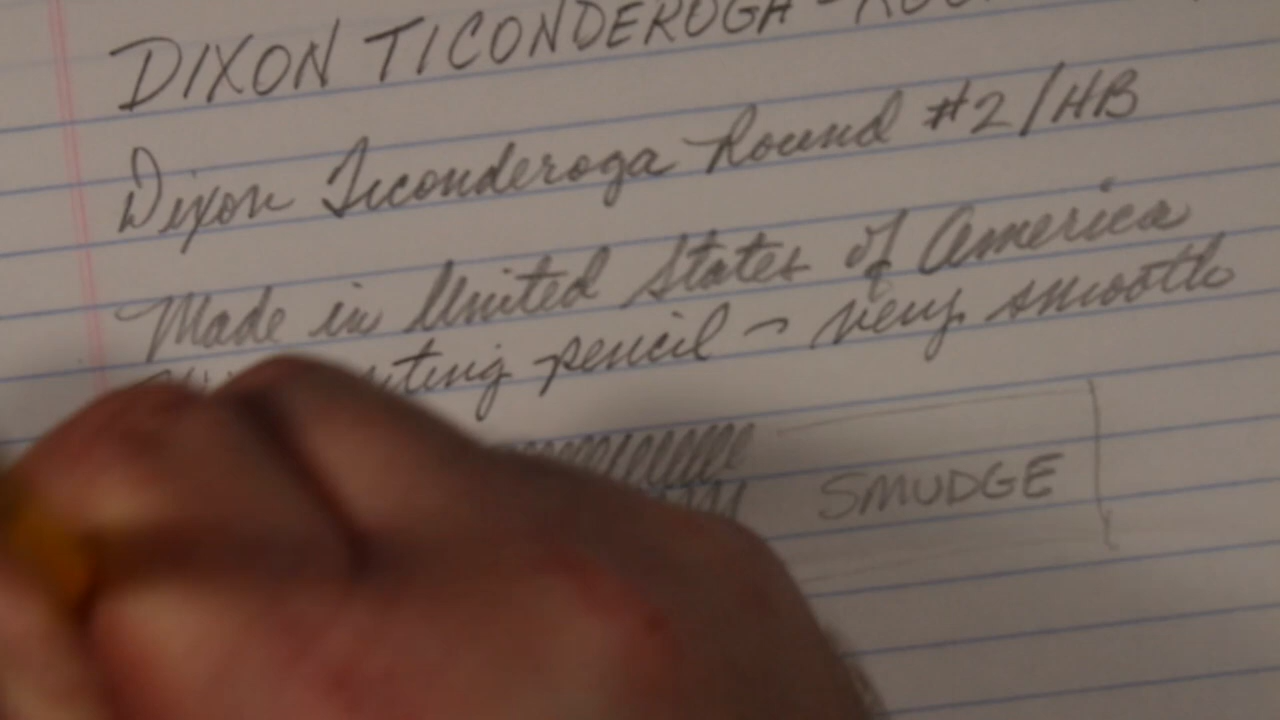 DIXON TICONDEROGA -
Dixon Ticonderoga Round #2/HB
Made in United States of America
pencil - very smooth
SMUDGE